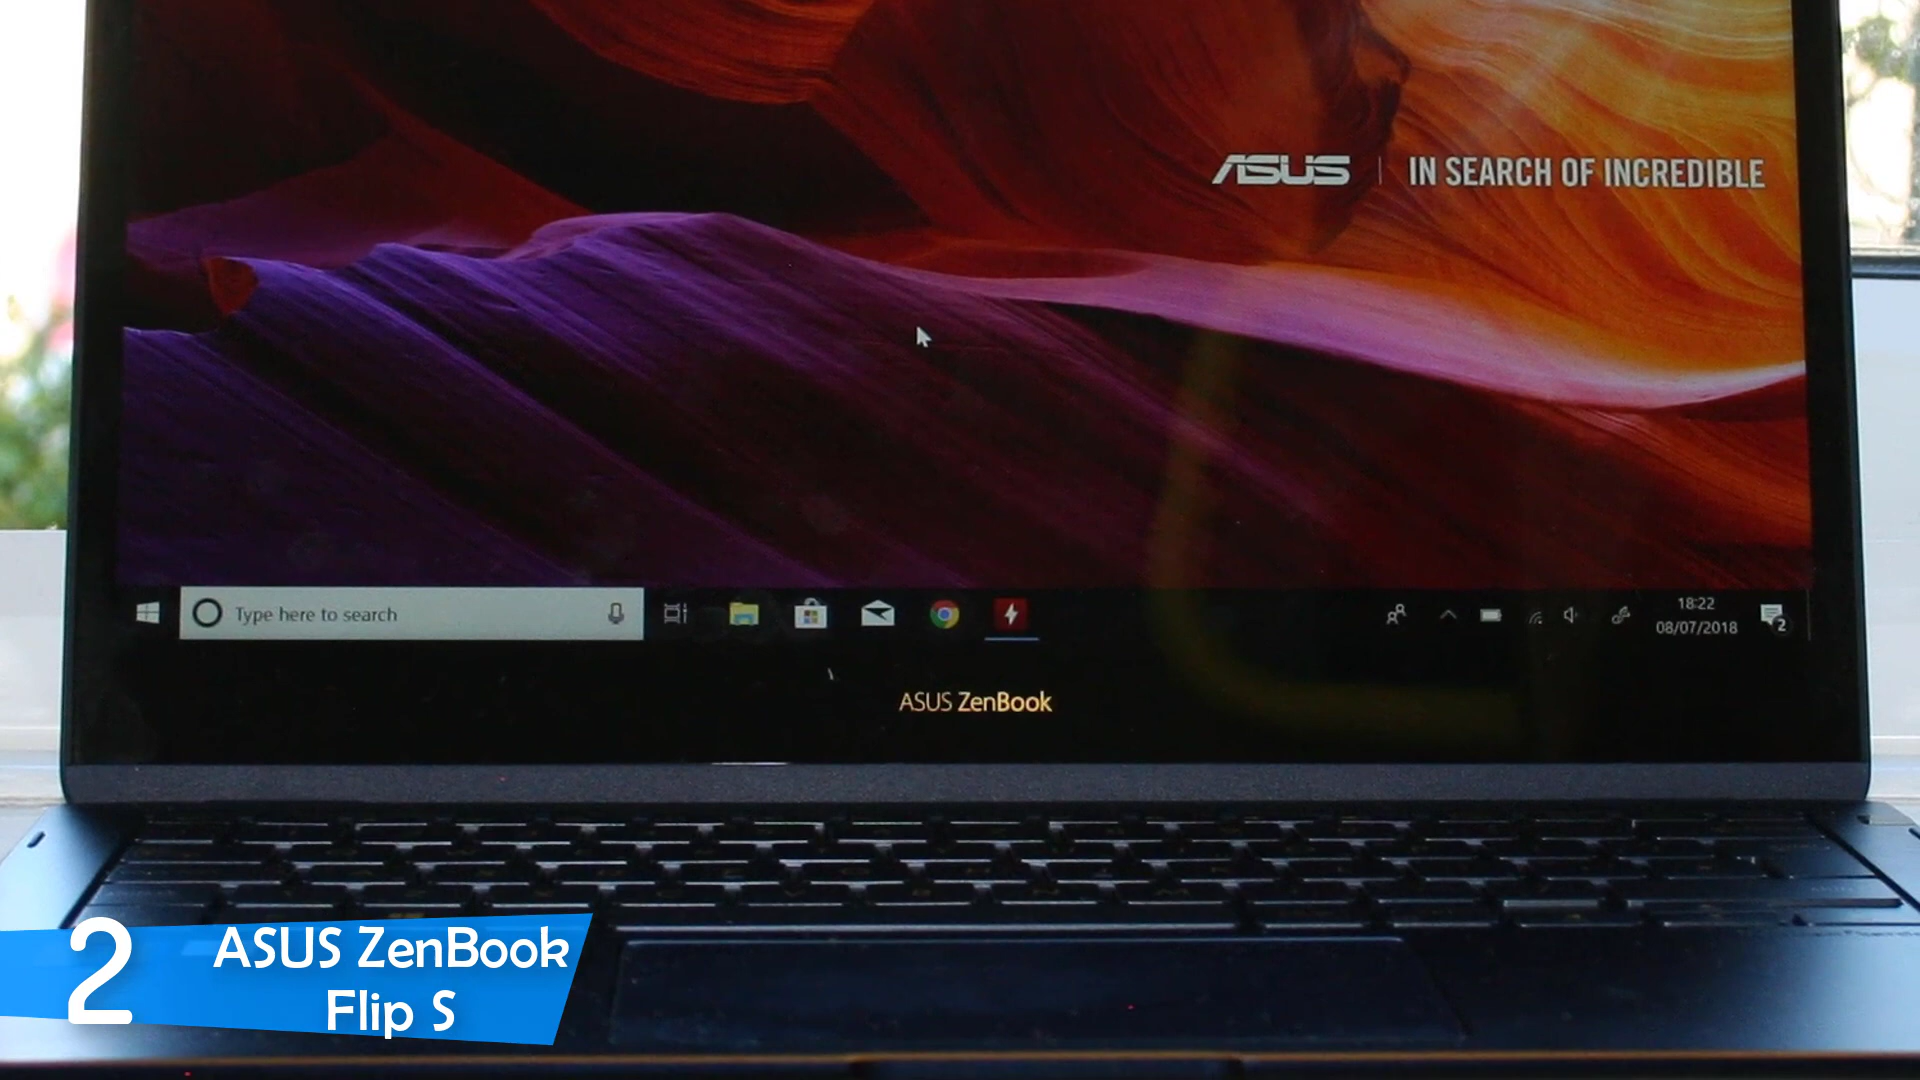 ASUS | IN SEARCH OF INCREDIBLE
Type here to search
18:22
08/07/2018
2
ASUS ZenBook
2
ASUS ZenBook
Flip S